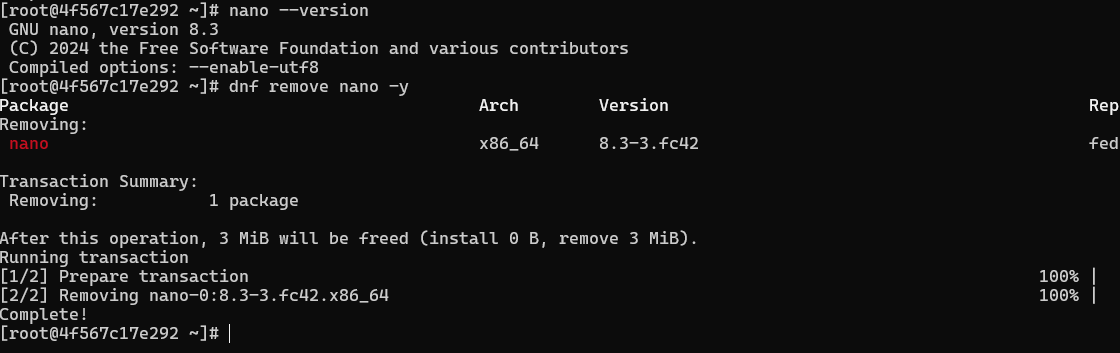 [root@4f567c17e292 ~]# nano --version
 GNU nano, version 8.3
 (C) 2024 the Free Software Foundation and various contributors
 Compiled options: --enable-utf8
[root@4f567c17e292 ~]# dnf remove nano -y
Package                                         Arch        Version                                          Rep
Removing:
 nano                                           x86_64      8.3-3.fc42                                       fed
Transaction Summary:
 Removing:           1 package
After this operation, 3 MiB will be freed (install 0 B, remove 3 MiB).
Running transaction
[1/2] Prepare transaction                                                                               100% |
[2/2] Removing nano-0:8.3-3.fc42.x86_64                                                                 100% |
Complete!
[root@4f567c17e292 ~]#